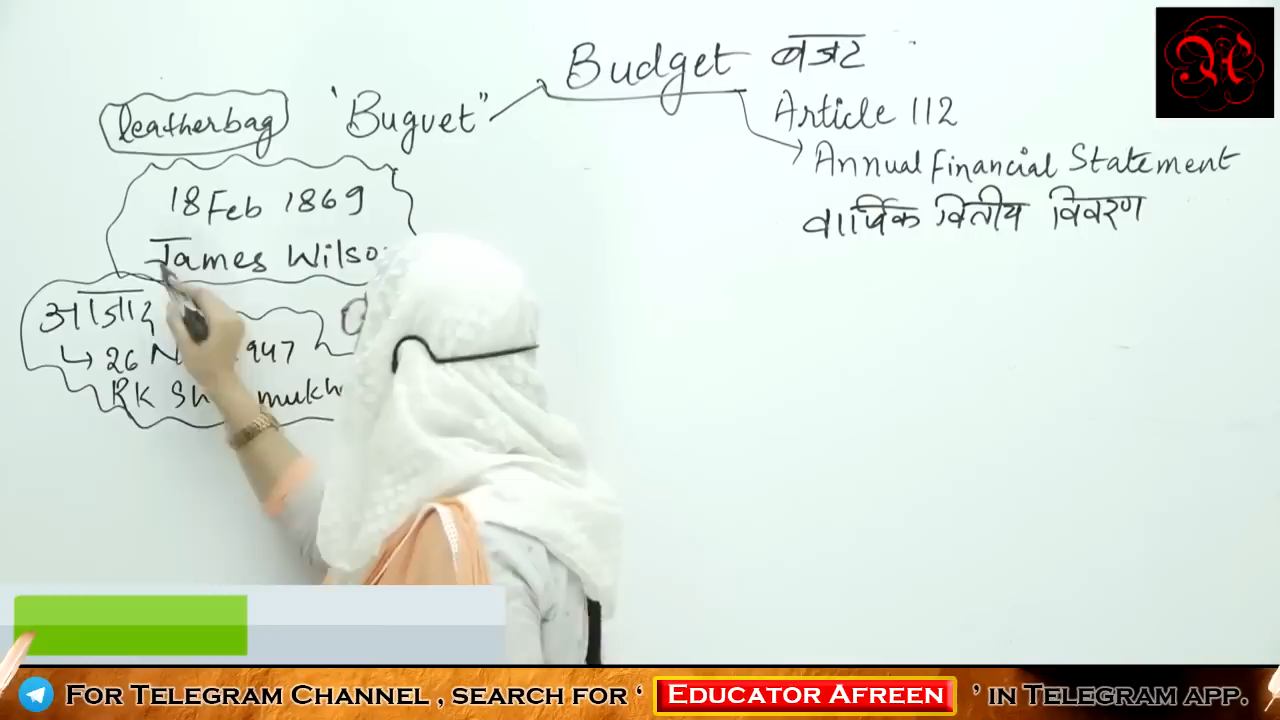 Budget बजट
leatherbag 'Buguet"
Article 112
Annual Financial Statement
वार्षिक वित्तीय विवरण
18 Feb 1869
James Wilso
आज़ाद
26 N 947
RK Sh mukh
FOR TELEGRAM CHANNEL , SEARCH FOR ' EDUCATOR AFREEN ' IN TELEGRAM APP.